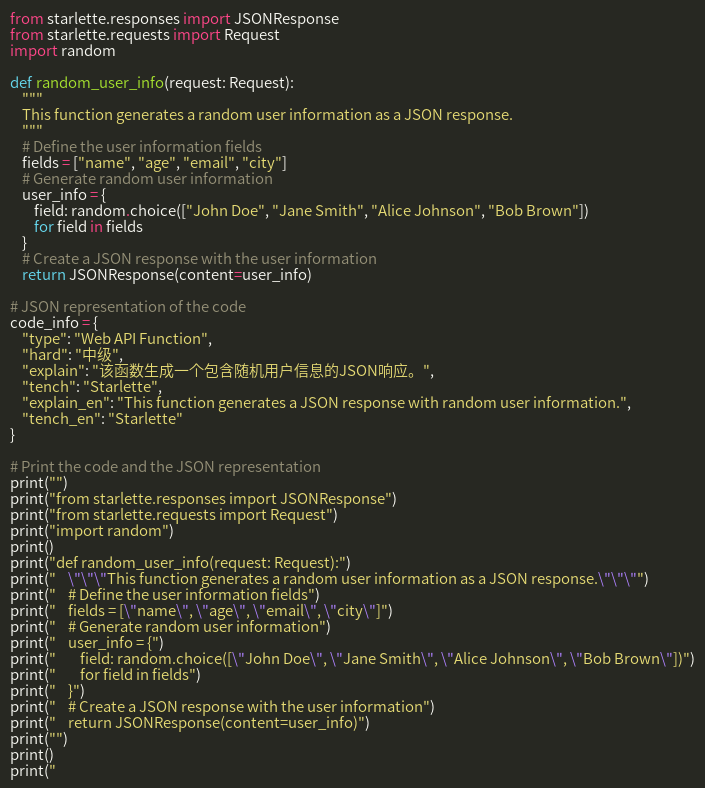 from starlette.responses import JSONResponse
from starlette.requests import Request
import random

def random_user_info(request: Request):
    """
    This function generates a random user information as a JSON response.
    """
    # Define the user information fields
    fields = ["name", "age", "email", "city"]
    # Generate random user information
    user_info = {
        field: random.choice(["John Doe", "Jane Smith", "Alice Johnson", "Bob Brown"])
        for field in fields
    }
    # Create a JSON response with the user information
    return JSONResponse(content=user_info)

# JSON representation of the code
code_info = {
    "type": "Web API Function",
    "hard": "中级",
    "explain": "该函数生成一个包含随机用户信息的JSON响应。",
    "tench": "Starlette",
    "explain_en": "This function generates a JSON response with random user information.",
    "tench_en": "Starlette"
}

# Print the code and the JSON representation
print("")
print("from starlette.responses import JSONResponse")
print("from starlette.requests import Request")
print("import random")
print()
print("def random_user_info(request: Request):")
print("    \"\"\"This function generates a random user information as a JSON response.\"\"\"")
print("    # Define the user information fields")
print("    fields = [\"name\", \"age\", \"email\", \"city\"]")
print("    # Generate random user information")
print("    user_info = {")
print("        field: random.choice([\"John Doe\", \"Jane Smith\", \"Alice Johnson\", \"Bob Brown\"])")
print("        for field in fields")
print("    }")
print("    # Create a JSON response with the user information")
print("    return JSONResponse(content=user_info)")
print("")
print()
print("